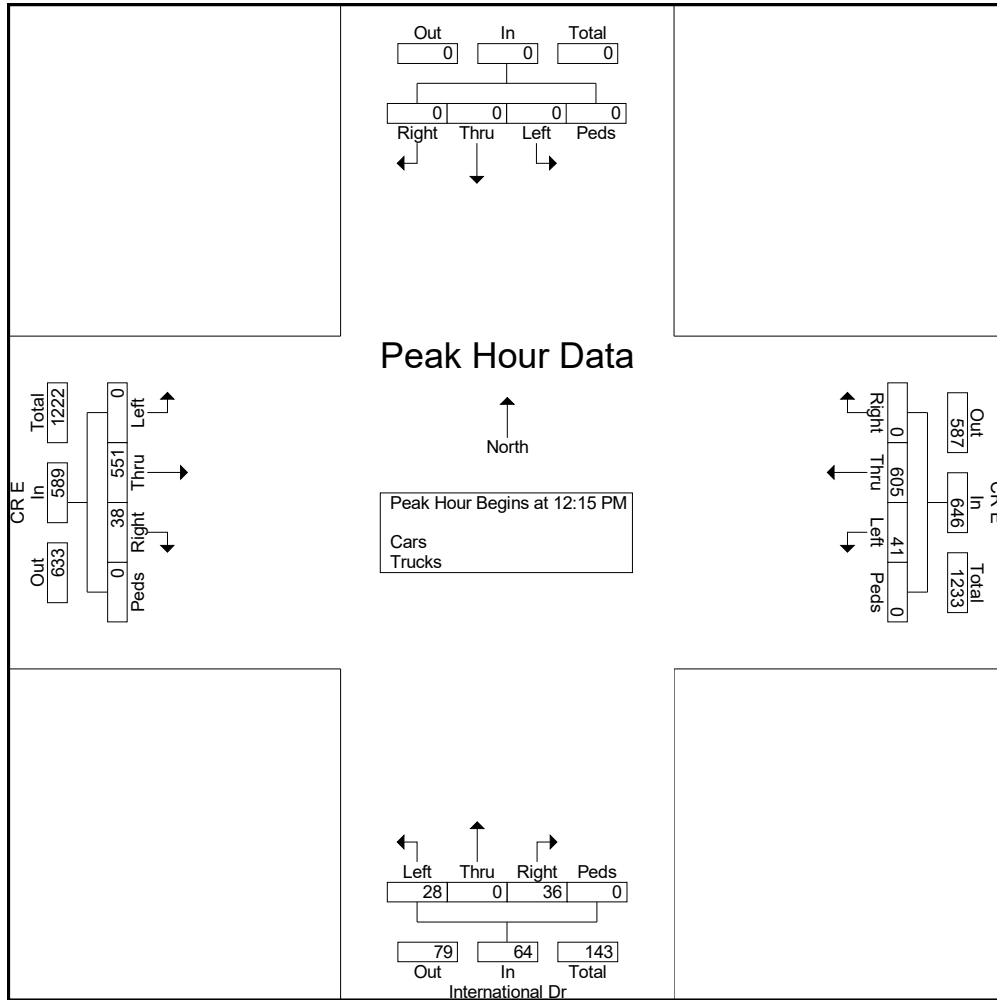 Out In Total
0 0 0
0 0 0 0
Right Thru Left Peds
Peak Hour Data
North
Peak Hour Begins at 12:15 PM
Cars
Trucks
CR E
Total In Out
1222 589 633
0 551 38 0
Left Thru Right Peds
Right Thru Left Peds
0 605 41 0
Out In Total
587 646 1233
CR E
Left Thru Right Peds
28 0 36 0
79 64 143
Out In Total
International Dr